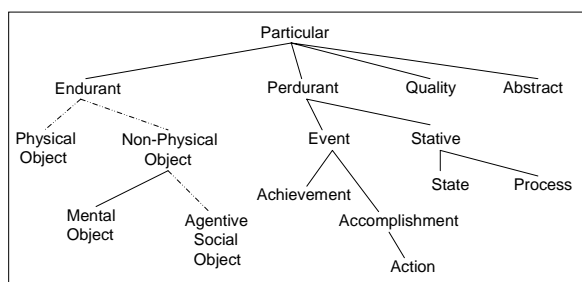 Particular
Endurant Perdurant Quality Abstract
Physical Object
Non-Physical Object
Event Stative
Achievement
State Process
Mental Object
Agentive Social Object
Accomplishment
Action